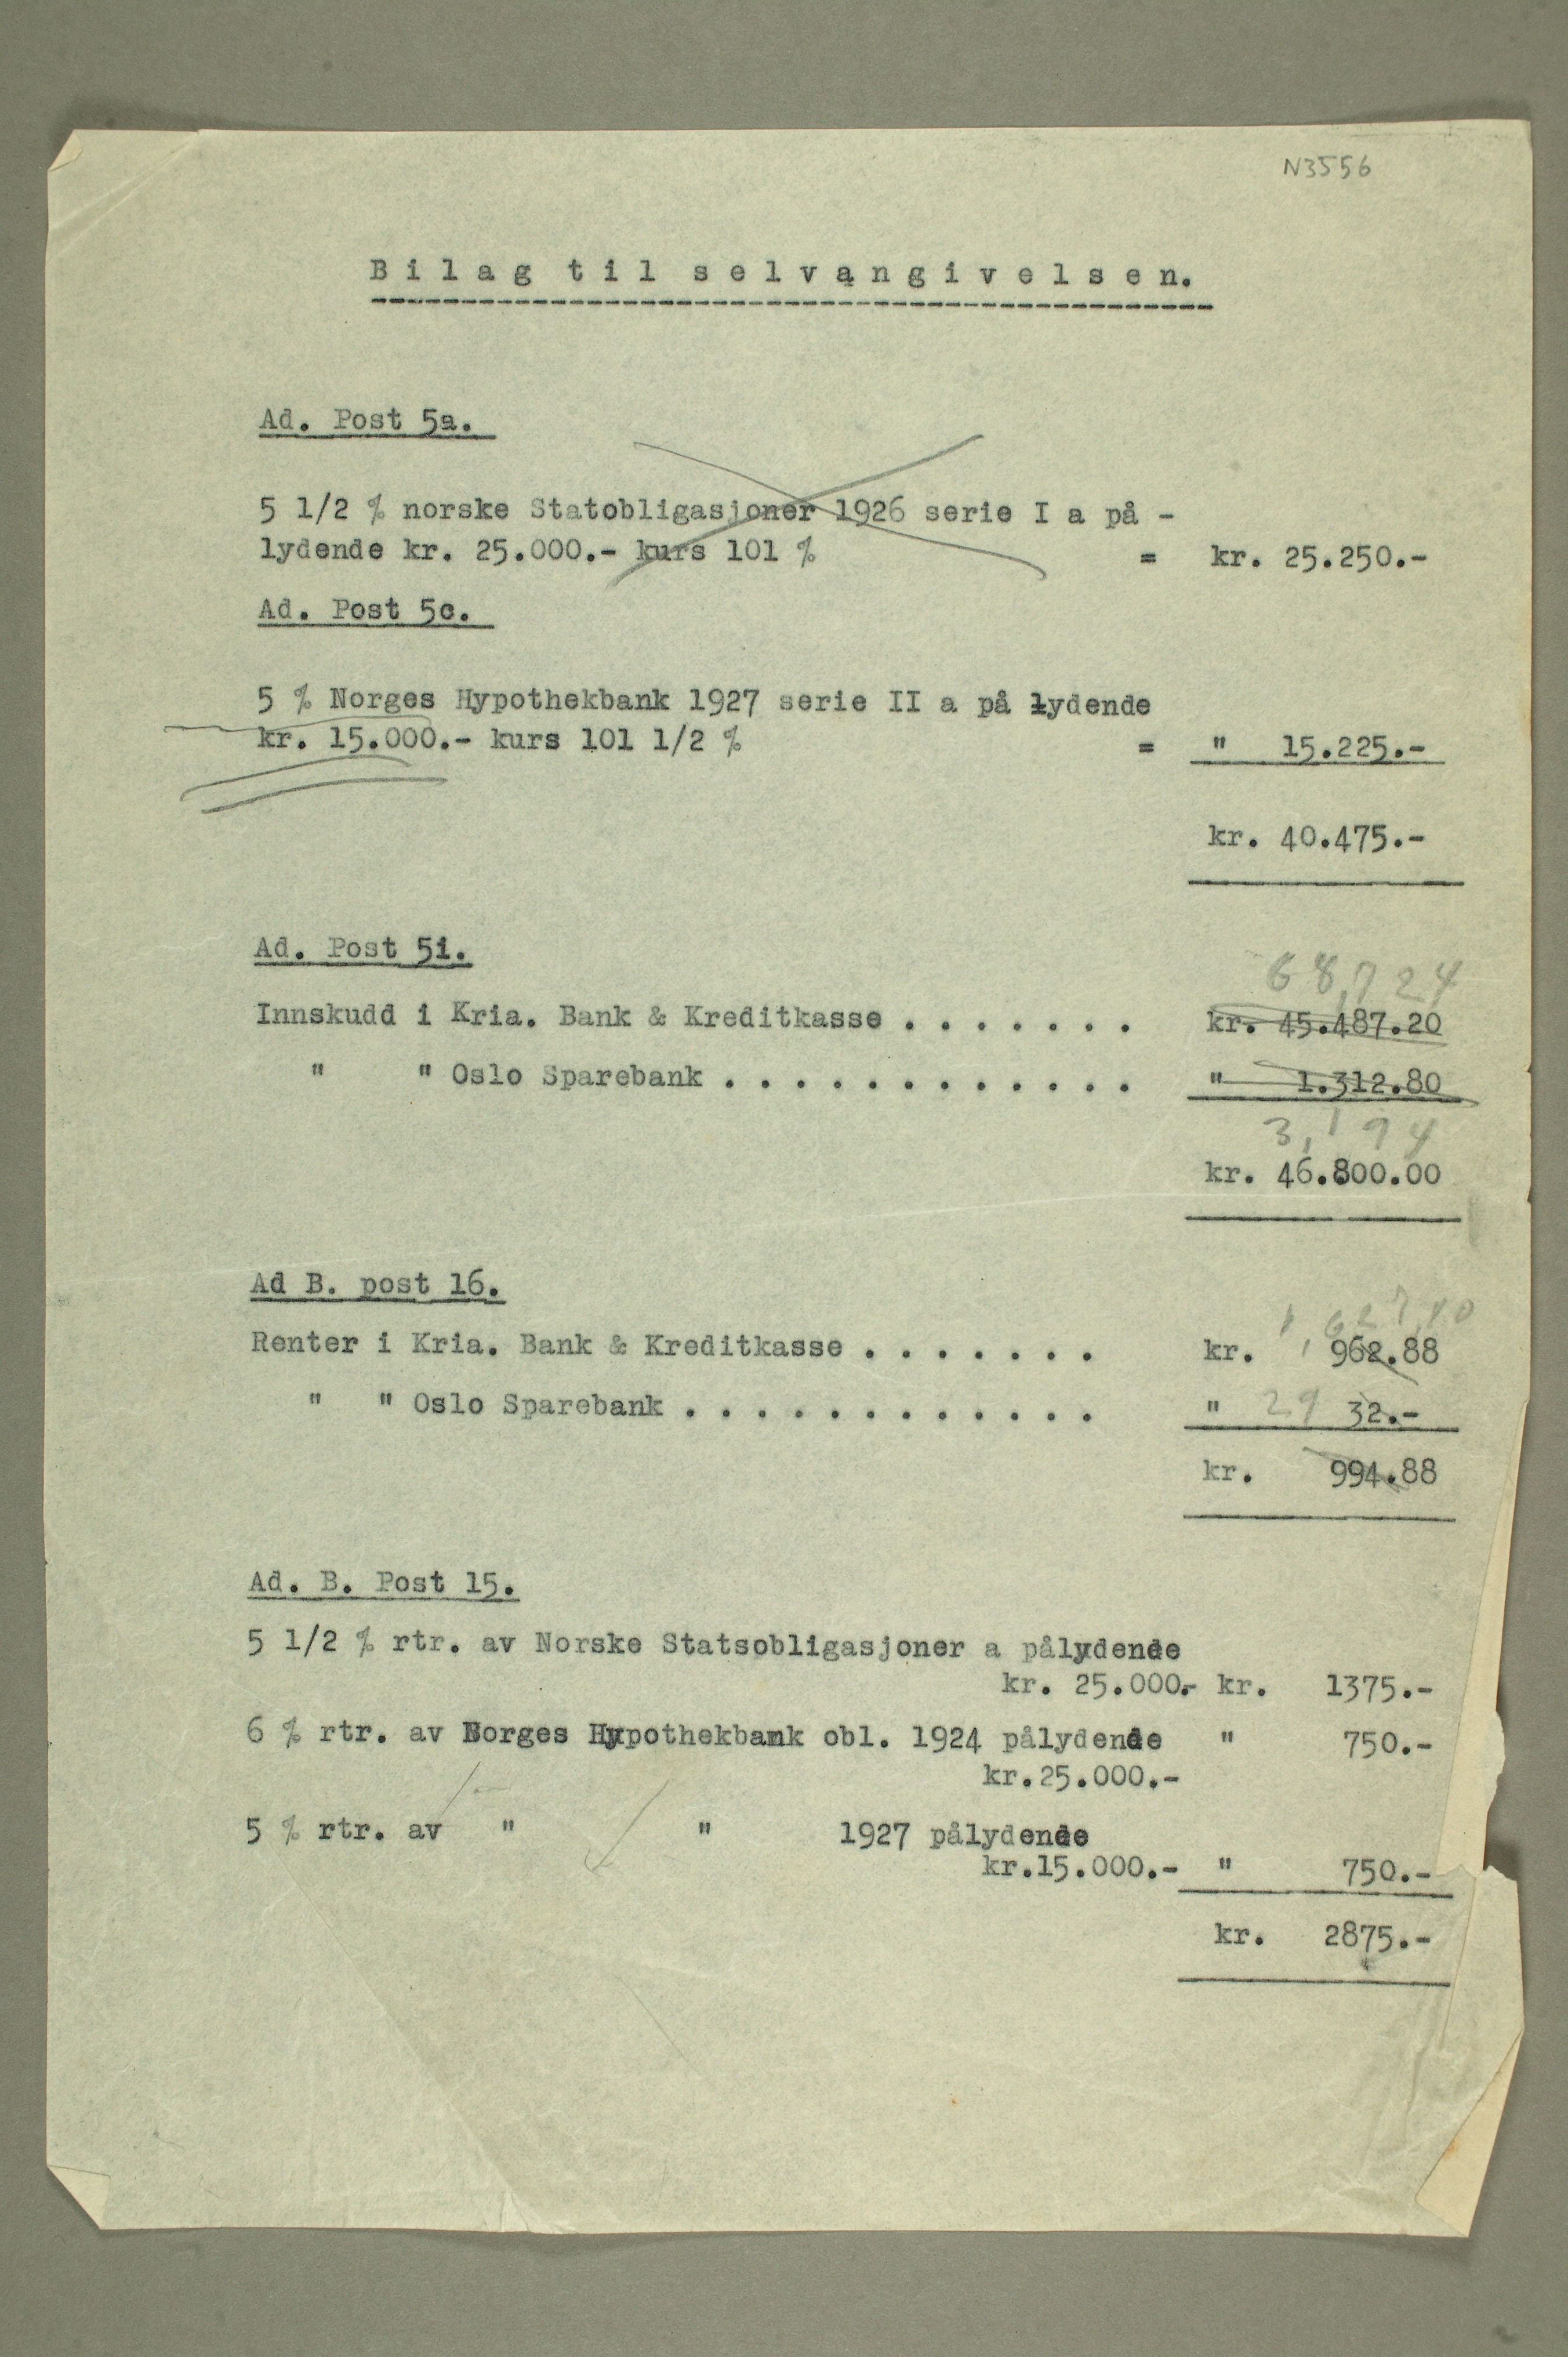 N3556
Bilag til selvangivelsen.
Ad. Post 5a.
5 1/2 % norske Statobligasjoner 1926 serie I a på -
lydende kr. 25.000.- kurs 101 % = kr. 25.250.-
Ad. Post 5c.
5 % Norges Hypothekbank 1927 serie II a på lydende
kr. 15.000.- kurs 101 1/2 % = " 15.225.-
kr. 40.475.-
Ad. Post 5i.
68,724
Innskudd i Kria. Bank & Kreditkasse . . . . . . . kr. 45.487.20
" " Oslo Sparebank . . . . . . . . . . . . " 1.312.80
3,194
kr. 46.800.00
Ad B. post 16.
Renter i Kria. Bank & Kreditkasse . . . . . . . kr. 962.88
" " Oslo Sparebank . . . . . . . . . . . . " 29 32.-
kr. 994.88
Ad. B. Post 15.
5 1/2 % rtr. av Norske Statsobligasjoner a pålydende
kr. 25.000.- kr. 1375.-
6 % rtr. av Norges Hypothekbank obl. 1924 pålydende " 750.-
kr.25.000.-
5 % rtr. av " " 1927 pålydende
kr.15.000.- " 750.-
kr. 2875.-